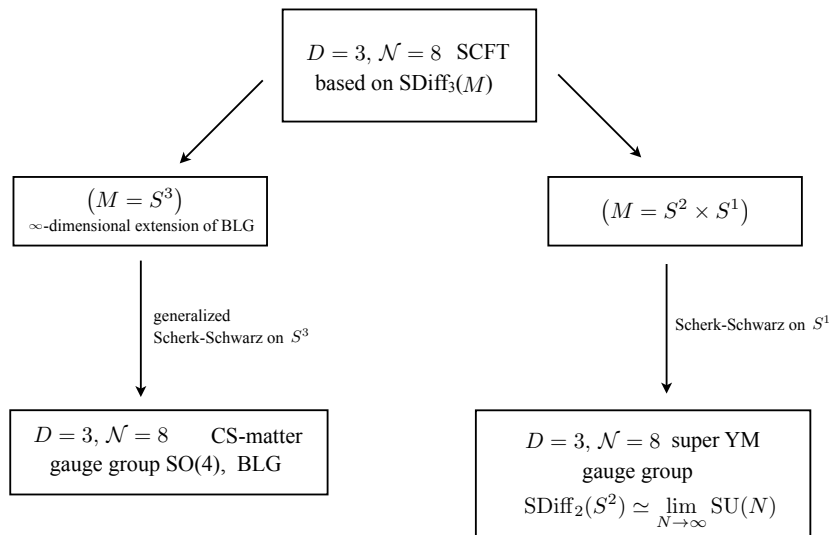 D = 3, 𝒩 = 8 SCFT
based on SDiff₃(M)
(M = S³)
∞-dimensional extension of BLG
(M = S² × S¹)
generalized
Scherk-Schwarz on S³
Scherk-Schwarz on S¹
D = 3, 𝒩 = 8 CS-matter
gauge group SO(4), BLG
D = 3, 𝒩 = 8 super YM
gauge group
SDiff₂(S²) ≃ lim SU(N)
N→∞